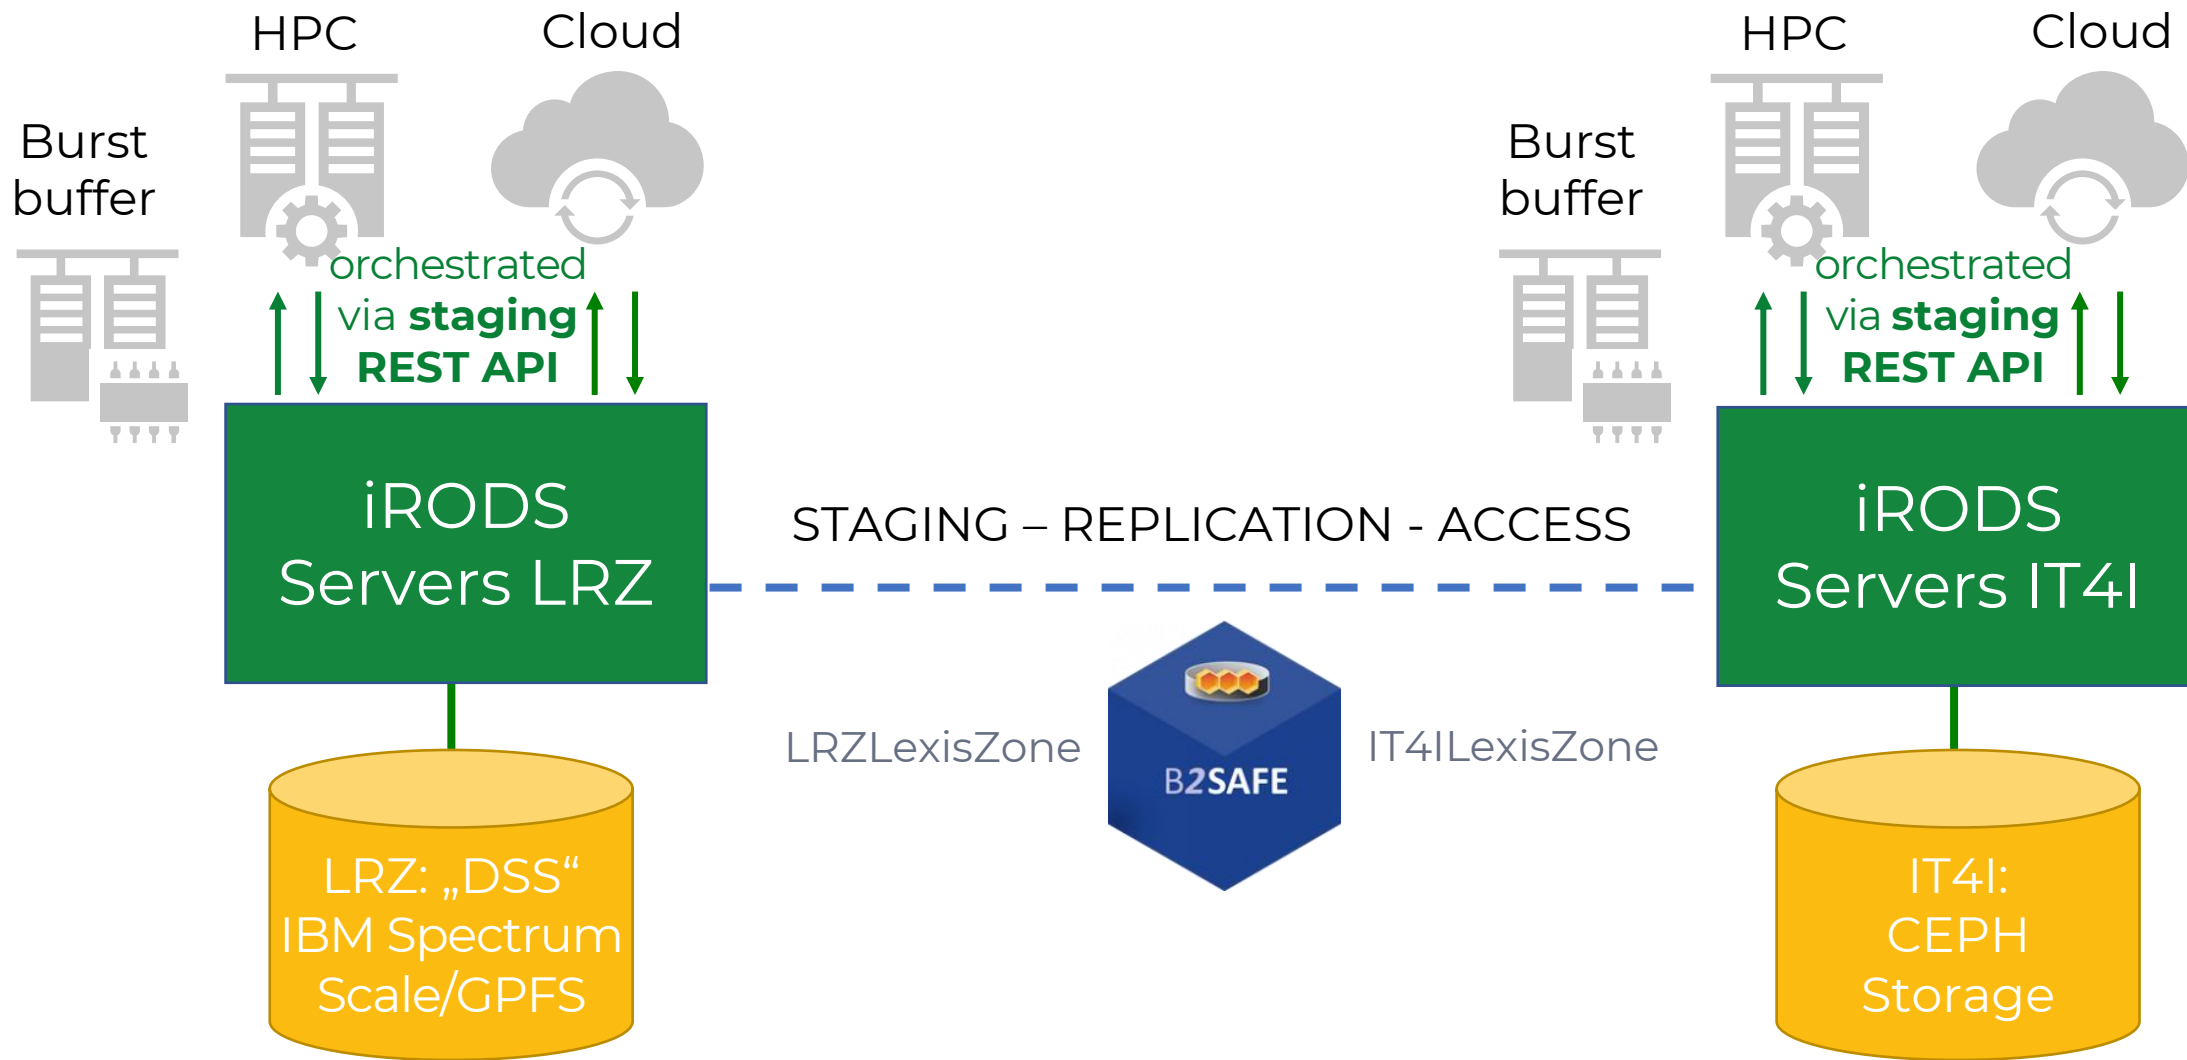 HPC
Cloud
Burst
buffer
orchestrated
via staging
REST API
iRODS
Servers LRZ
LRZ: „DSS“
IBM Spectrum
Scale/GPFS
STAGING – REPLICATION - ACCESS
LRZLexisZone
B2SAFE
IT4ILexisZone
HPC
Cloud
Burst
buffer
orchestrated
via staging
REST API
iRODS
Servers IT4I
IT4I:
CEPH
Storage